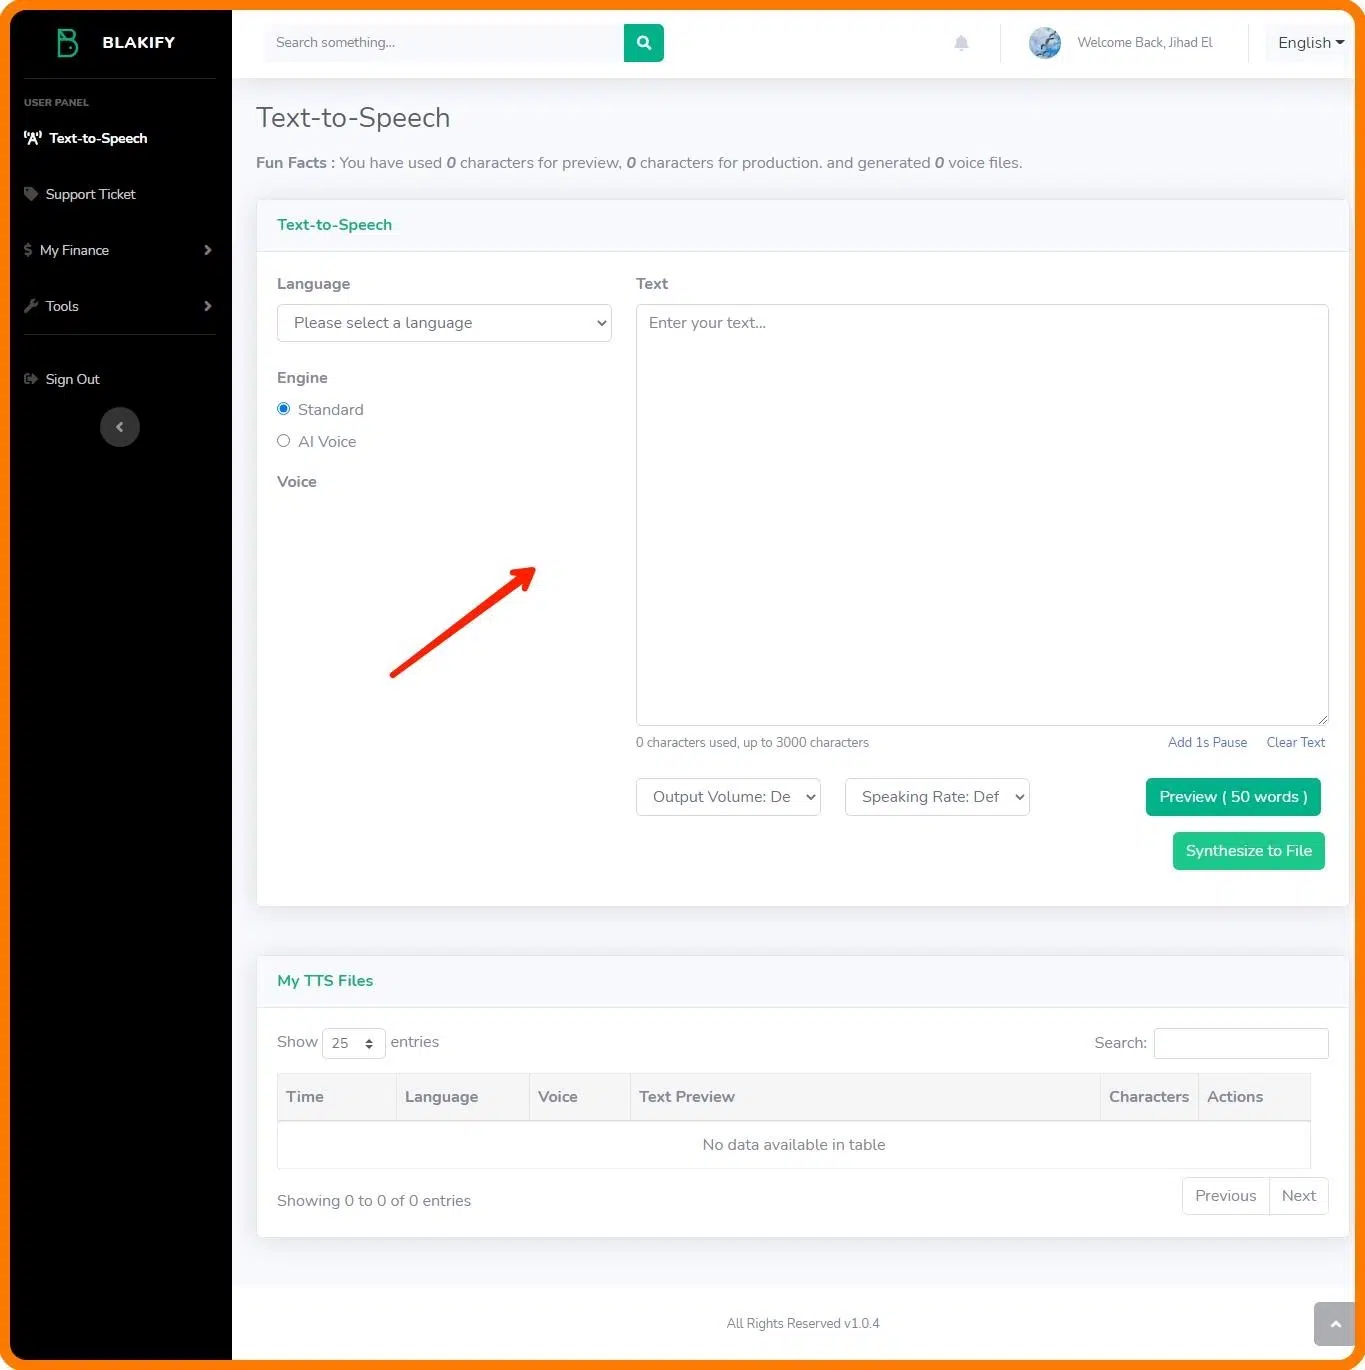 BLAKIFY
USER PANEL
Text-to-Speech
Support Ticket
$ My Finance
Tools
Sign Out
Search something...
Welcome Back, Jihad El
English
Text-to-Speech
Fun Facts : You have used 0 characters for preview, 0 characters for production. and generated 0 voice files.
Text-to-Speech
Language
Please select a language
Engine
Standard
AI Voice
Voice
Text
Enter your text...
0 characters used, up to 3000 characters
Add 1s Pause
Clear Text
Output Volume: De
Speaking Rate: Def
Preview ( 50 words )
Synthesize to File
My TTS Files
Show 25 entries
Search:
Time Language Voice Text Preview Characters Actions
No data available in table
Showing 0 to 0 of 0 entries
Previous Next
All Rights Reserved v1.0.4